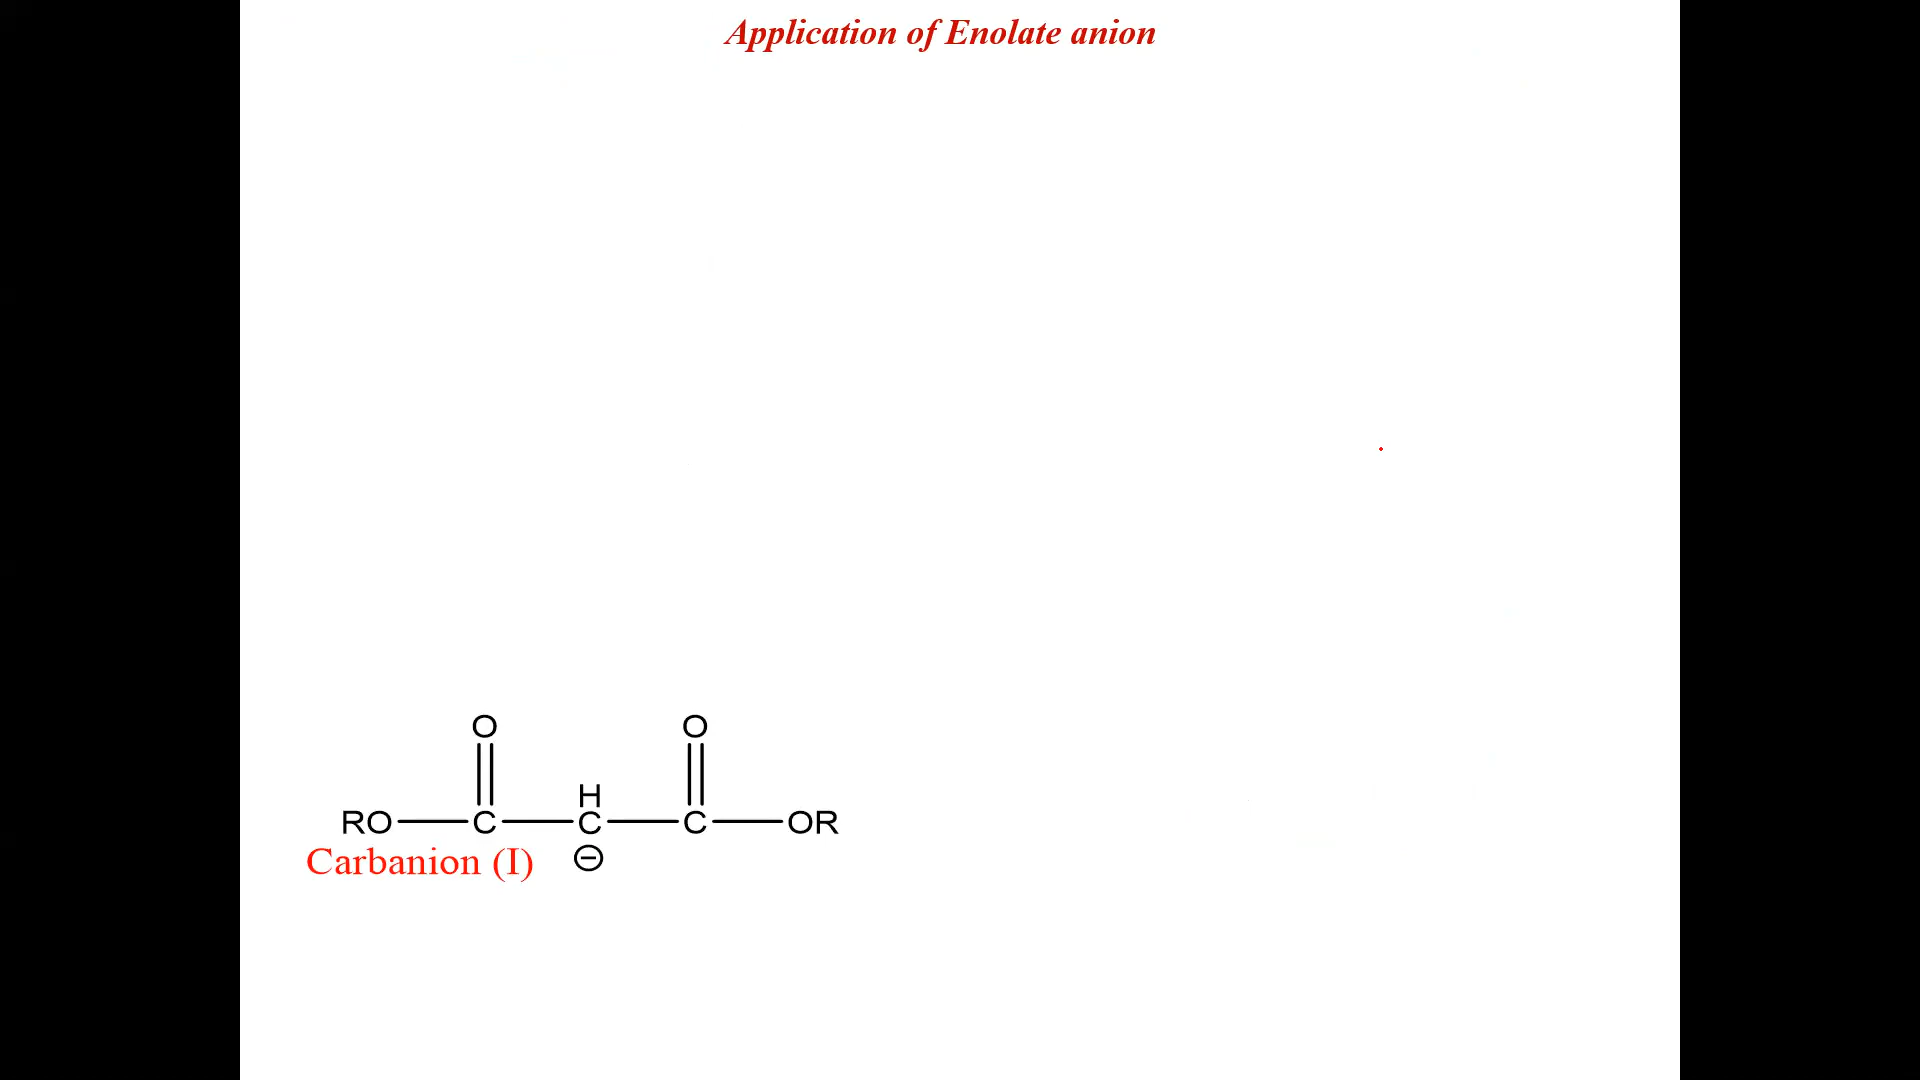 Application of Enolate anion
O O
H
RO C C C OR
Carbanion (I) ⊖